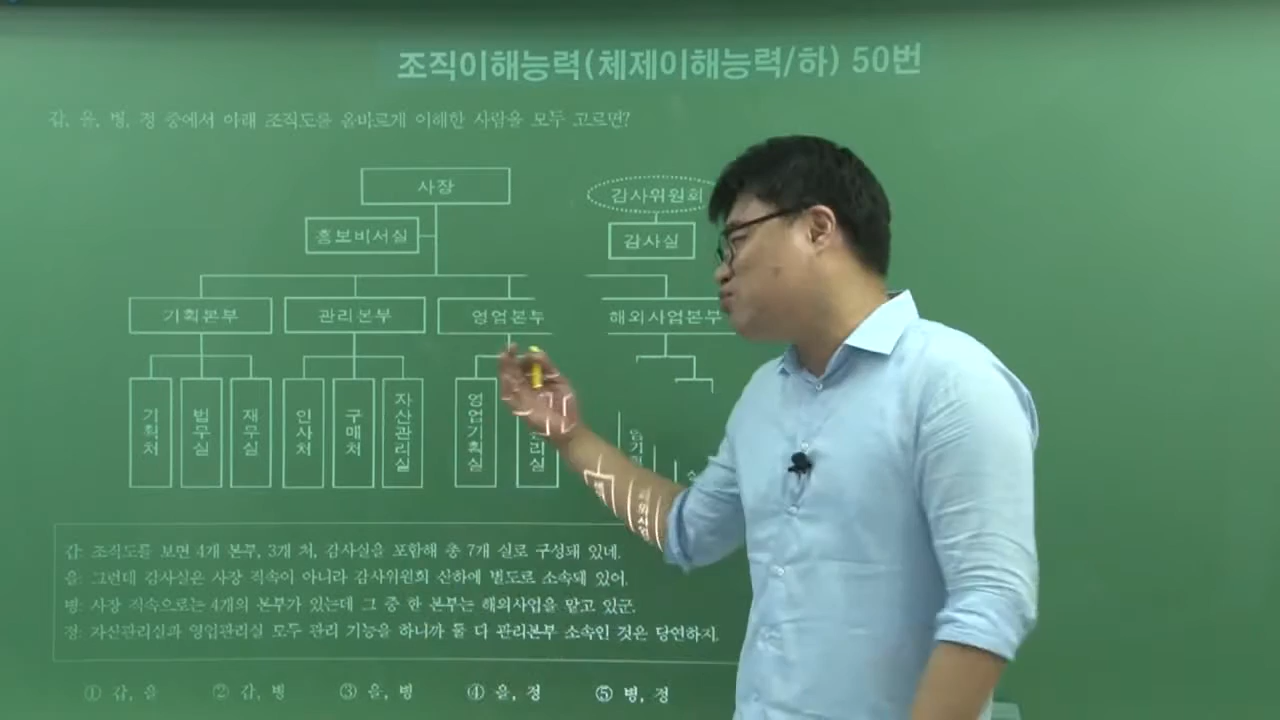 조직이해능력(체제이해능력/하) 50번
갑, 을, 병, 정 중에서 아래 조직도를 올바르게 이해한 사람을 모두 고르면?
사장
감사위원회
홍보비서실
감사실
기획본부
관리본부
영업본부
해외사업본부
기획처
법무실
재무실
인사처
구매처
자산관리실
영업기획실
리실
갑: 조직도를 보면 4개 본부, 3개 처, 감사실을 포함해 총 7개 실로 구성돼 있네.
을: 그런데 감사실은 사장 직속이 아니라 감사위원회 산하에 별도로 소속돼 있어.
병: 사장 직속으로는 4개의 본부가 있는데 그 중 한 본부는 해외사업을 맡고 있군.
정: 자산관리실과 영업관리실 모두 관리 기능을 하니까 둘 다 관리본부 소속인 것은 당연하지.
① 갑, 을 ② 갑, 병 ③ 을, 병 ④ 을, 정 ⑤ 병, 정